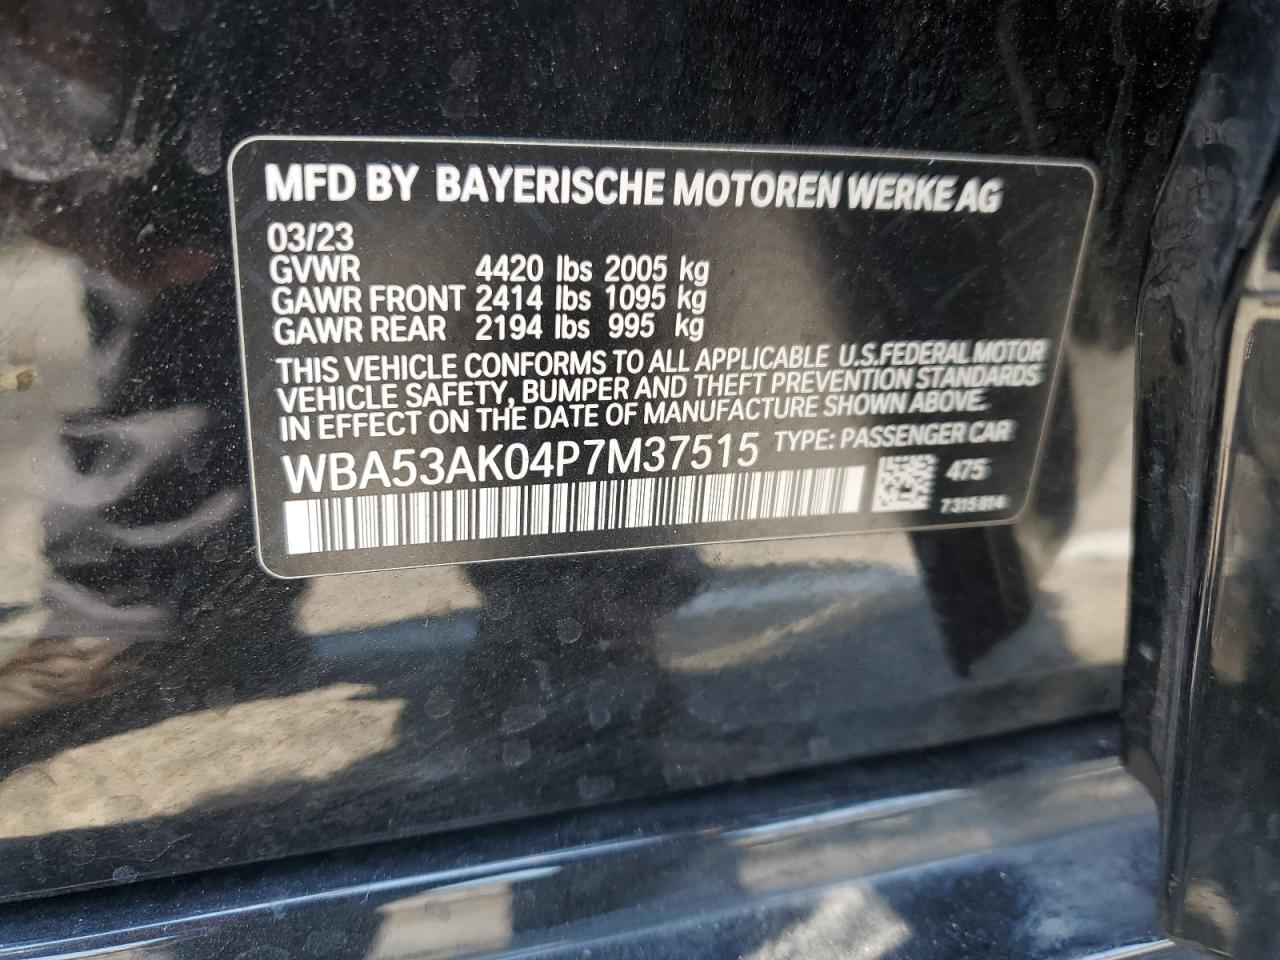 MFD BY BAYERISCHE MOTOREN WERKE AG
03/23
GVWR 4420 lbs 2005 kg
GAWR FRONT 2414 lbs 1095 kg
GAWR REAR 2194 lbs 995 kg
THIS VEHICLE CONFORMS TO ALL APPLICABLE U.S.FEDERAL MOTOR
VEHICLE SAFETY, BUMPER AND THEFT PREVENTION STANDARDS
IN EFFECT ON THE DATE OF MANUFACTURE SHOWN ABOVE.
WBA53AK04P7M37515 TYPE: PASSENGER CAR
475